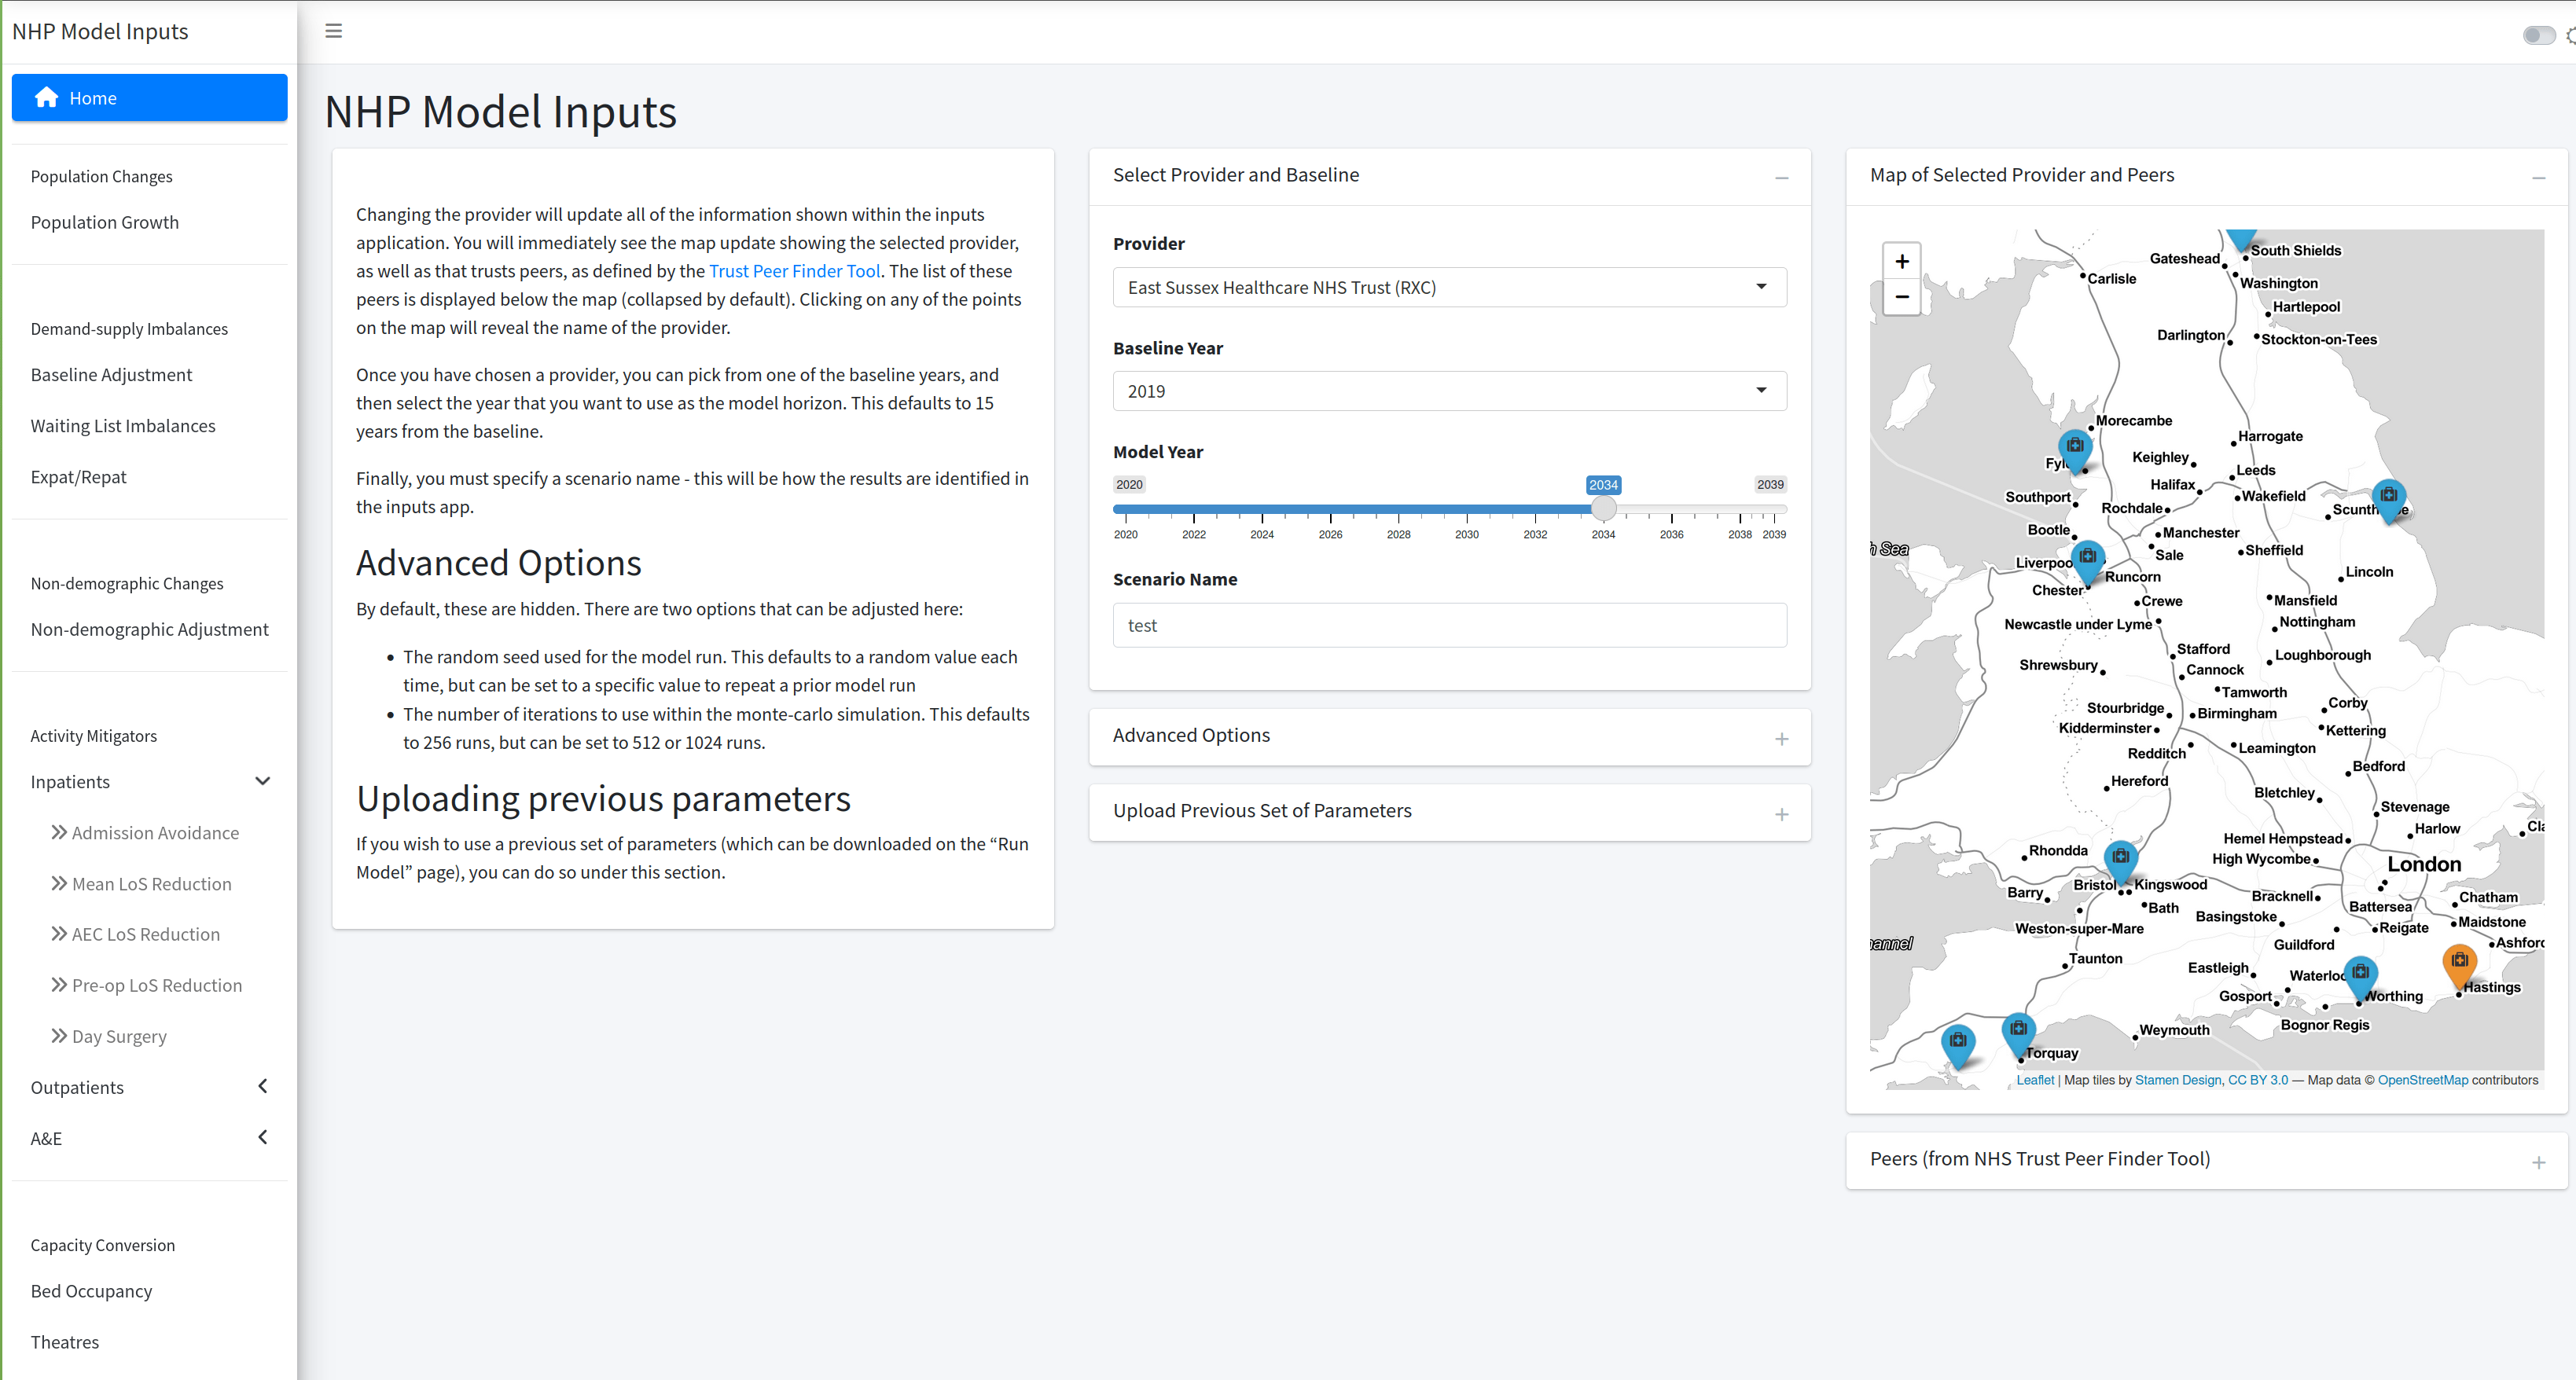 NHP Model Inputs
Home
Population Changes
Population Growth
Demand-supply Imbalances
Baseline Adjustment
Waiting List Imbalances
Expat/Repat
Non-demographic Changes
Non-demographic Adjustment
Activity Mitigators
Inpatients
Admission Avoidance
Mean LoS Reduction
AEC LoS Reduction
Pre-op LoS Reduction
Day Surgery
Outpatients
A&E
Capacity Conversion
Bed Occupancy
Theatres
NHP Model Inputs
Changing the provider will update all of the information shown within the inputs
application. You will immediately see the map update showing the selected provider,
as well as that trusts peers, as defined by the Trust Peer Finder Tool. The list of these
peers is displayed below the map (collapsed by default). Clicking on any of the points
on the map will reveal the name of the provider.
Once you have chosen a provider, you can pick from one of the baseline years, and
then select the year that you want to use as the model horizon. This defaults to 15
years from the baseline.
Finally, you must specify a scenario name - this will be how the results are identified in
the inputs app.
Advanced Options
By default, these are hidden. There are two options that can be adjusted here:
• The random seed used for the model run. This defaults to a random value each
time, but can be set to a specific value to repeat a prior model run
• The number of iterations to use within the monte-carlo simulation. This defaults
to 256 runs, but can be set to 512 or 1024 runs.
Uploading previous parameters
If you wish to use a previous set of parameters (which can be downloaded on the “Run
Model” page), you can do so under this section.
Select Provider and Baseline
Provider
East Sussex Healthcare NHS Trust (RXC)
Baseline Year
2019
Model Year
2020 2034 2039
2020 2022 2024 2026 2028 2030 2032 2034 2036 2038 2039
Scenario Name
test
Advanced Options
Upload Previous Set of Parameters
Map of Selected Provider and Peers
+
−
South Shields
Gateshead
Carlisle
Washington
Hartlepool
Darlington
Stockton-on-Tees
Morecambe
Harrogate
Keighley
Leeds
Halifax
Southport
Wakefield
Rochdale
Bootle
Manchester
Sea
Sheffield
Sale
Lincoln
Runcorn
Chester
Crewe
Mansfield
Newcastle under Lyme
Nottingham
Stafford
Loughborough
Shrewsbury
Cannock
Tamworth
Corby
Stourbridge
Birmingham
Kidderminster
Kettering
Redditch
Leamington
Bedford
Hereford
Bletchley
Stevenage
Harlow
Hemel Hempstead
Rhondda
High Wycombe
London
Bristol
Kingswood
Barry
Bracknell
Chatham
Bath
Battersea
Basingstoke
Maidstone
Weston-super-Mare
Reigate
Guildford
Taunton
Eastleigh
Hastings
Gosport
Worthing
Bognor Regis
Weymouth
Torquay
Leaflet | Map tiles by Stamen Design, CC BY 3.0 — Map data © OpenStreetMap contributors
Peers (from NHS Trust Peer Finder Tool)